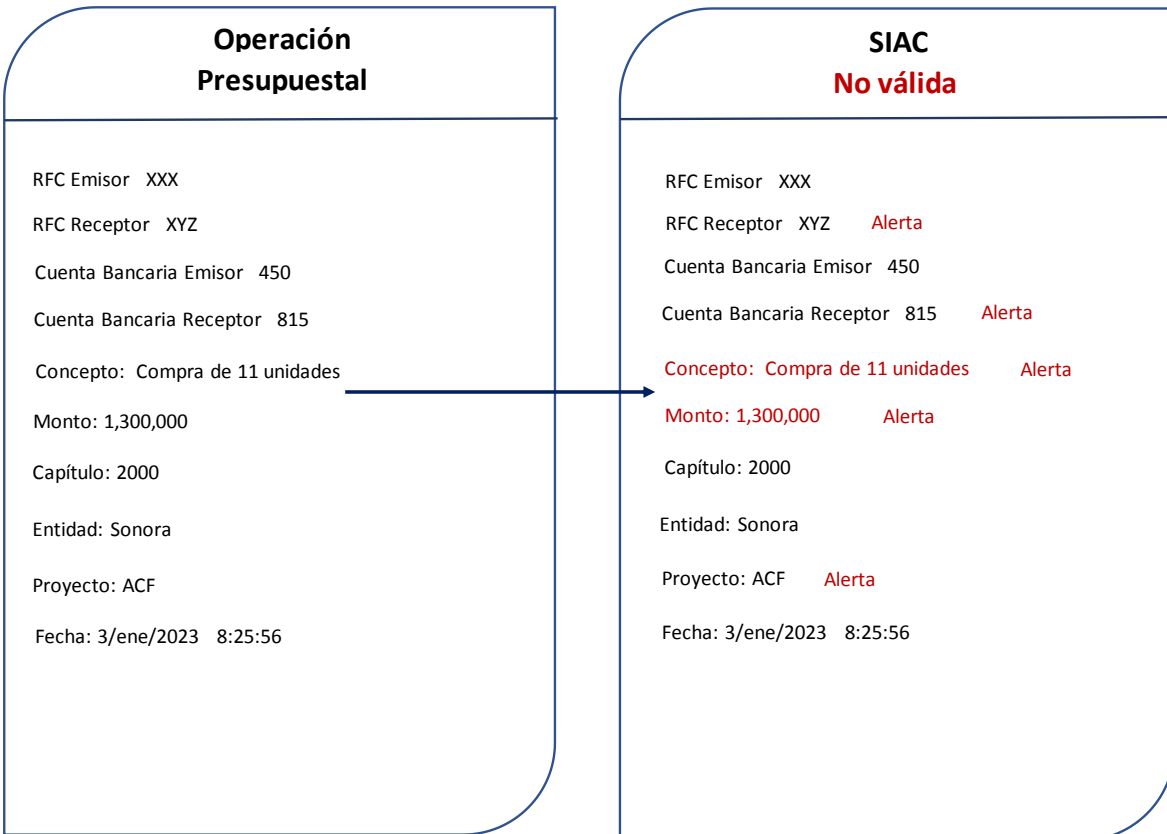 Operación
Presupuestal
RFC Emisor XXX
RFC Receptor XYZ
Cuenta Bancaria Emisor 450
Cuenta Bancaria Receptor 815
Concepto: Compra de 11 unidades
Monto: 1,300,000
Capítulo: 2000
Entidad: Sonora
Proyecto: ACF
Fecha: 3/ene/2023 8:25:56
SIAC
No válida
RFC Emisor XXX
RFC Receptor XYZ Alerta
Cuenta Bancaria Emisor 450
Cuenta Bancaria Receptor 815 Alerta
Concepto: Compra de 11 unidades Alerta
Monto: 1,300,000 Alerta
Capítulo: 2000
Entidad: Sonora
Proyecto: ACF Alerta
Fecha: 3/ene/2023 8:25:56